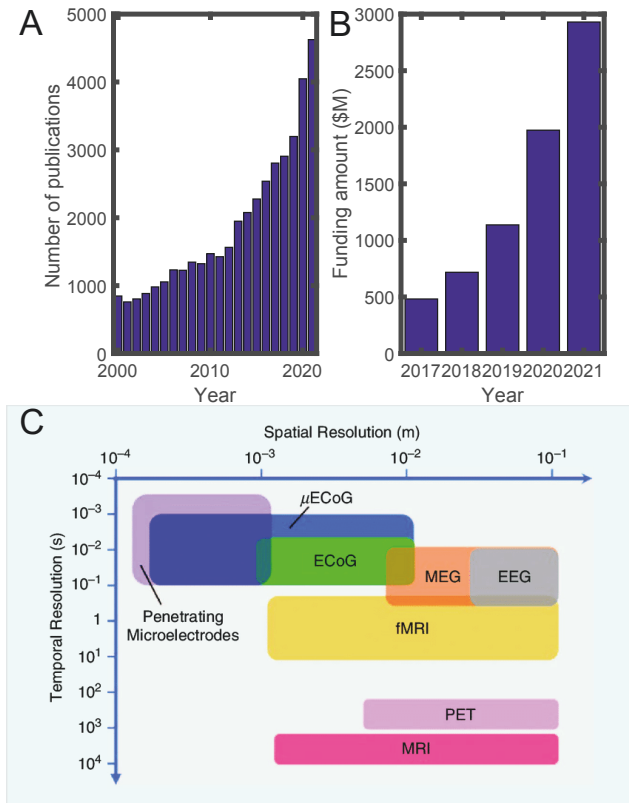 A
5000
4000
3000
2000
1000
0
Number of publications
2000
2010
2020
Year
B
3000
2500
2000
1500
1000
500
0
Funding amount ($M)
2017 2018 2019 2020 2021
Year
C
Spatial Resolution (m)
10⁻⁴ 10⁻³ 10⁻² 10⁻¹
Temporal Resolution (s)
10⁻⁴
10⁻³
10⁻²
10⁻¹
1
10¹
10²
10³
10⁴
μECoG
ECoG
MEG
EEG
Penetrating
Microelectrodes
fMRI
PET
MRI